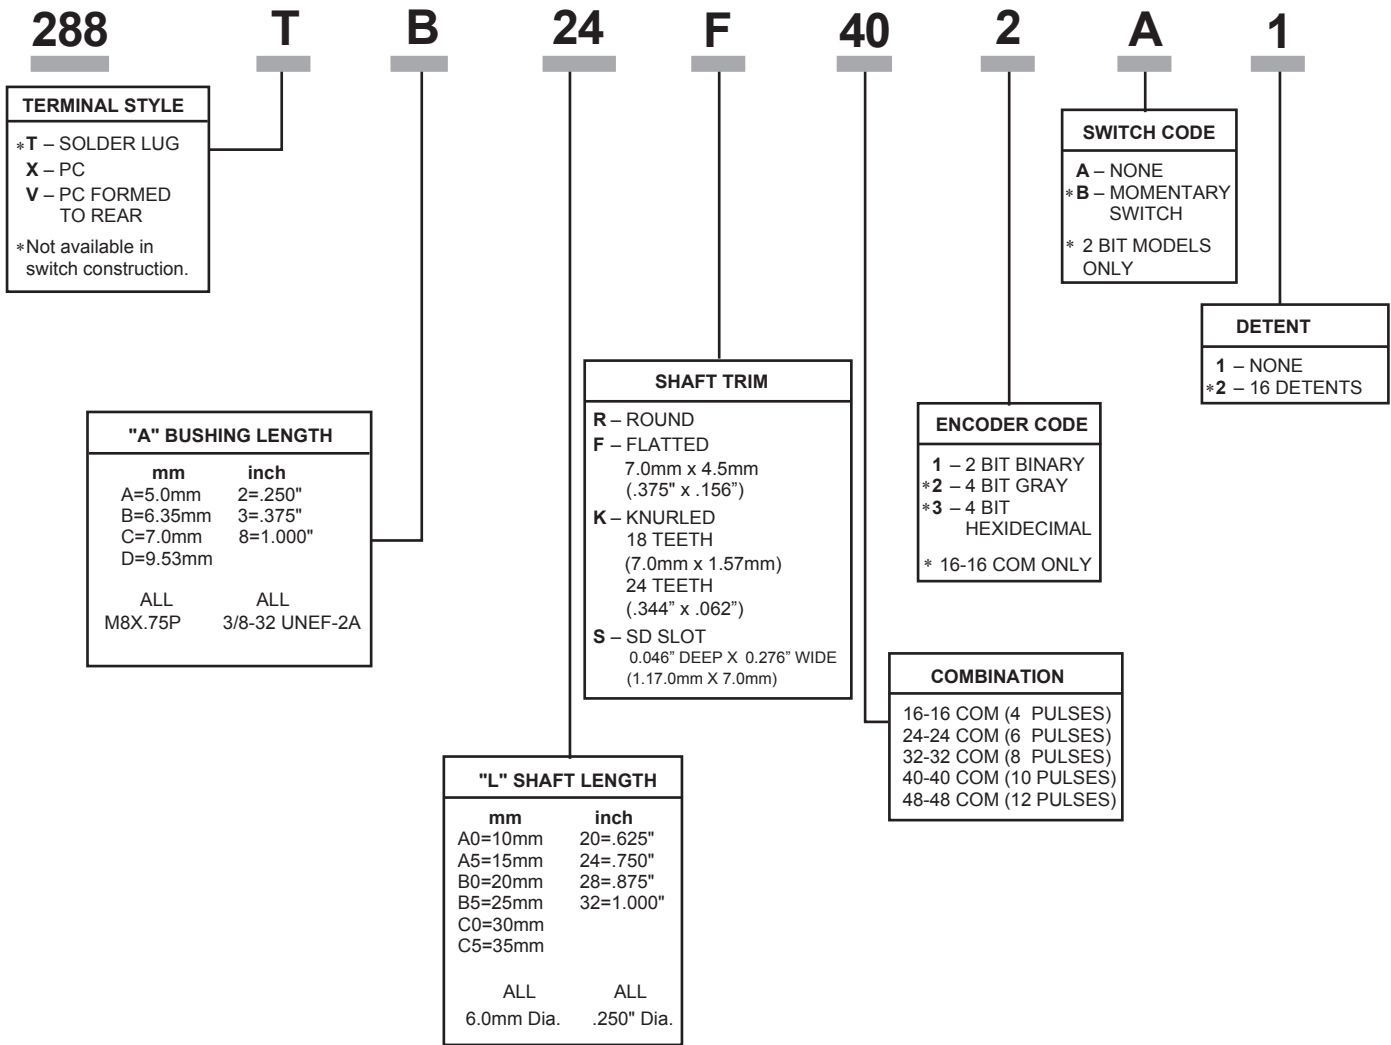 288 T B 24 F 40 2 A 1
TERMINAL STYLE
*T – SOLDER LUG
X – PC
V – PC FORMED
TO REAR
*Not available in
switch construction.
SWITCH CODE
A – NONE
*B – MOMENTARY
SWITCH
* 2 BIT MODELS
ONLY
DETENT
1 – NONE
*2 – 16 DETENTS
"A" BUSHING LENGTH
mm inch
A=5.0mm 2=.250"
B=6.35mm 3=.375"
C=7.0mm 8=1.000"
D=9.53mm
ALL ALL
M8X.75P 3/8-32 UNEF-2A
SHAFT TRIM
R – ROUND
F – FLATTED
7.0mm x 4.5mm
(.375" x .156”)
K – KNURLED
18 TEETH
(7.0mm x 1.57mm)
24 TEETH
(.344” x .062”)
S – SD SLOT
0.046” DEEP X 0.276” WIDE
(1.17.0mm X 7.0mm)
ENCODER CODE
1 – 2 BIT BINARY
*2 – 4 BIT GRAY
*3 – 4 BIT
HEXIDECIMAL
* 16-16 COM ONLY
COMBINATION
16-16 COM (4 PULSES)
24-24 COM (6 PULSES)
32-32 COM (8 PULSES)
40-40 COM (10 PULSES)
48-48 COM (12 PULSES)
"L" SHAFT LENGTH
mm inch
A0=10mm 20=.625"
A5=15mm 24=.750"
B0=20mm 28=.875"
B5=25mm 32=1.000"
C0=30mm
C5=35mm
ALL ALL
6.0mm Dia. .250" Dia.